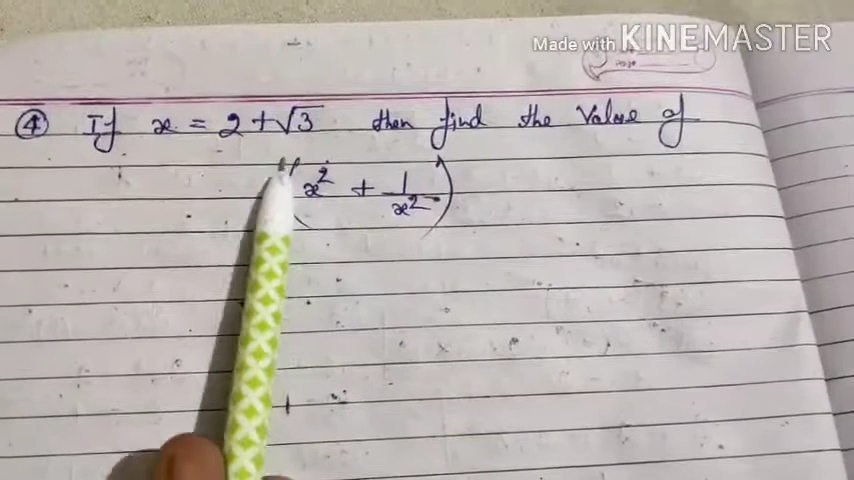 Made with KINEMASTER
④ If x = 2 + √3 then find the value of
(x² + 1/x²)